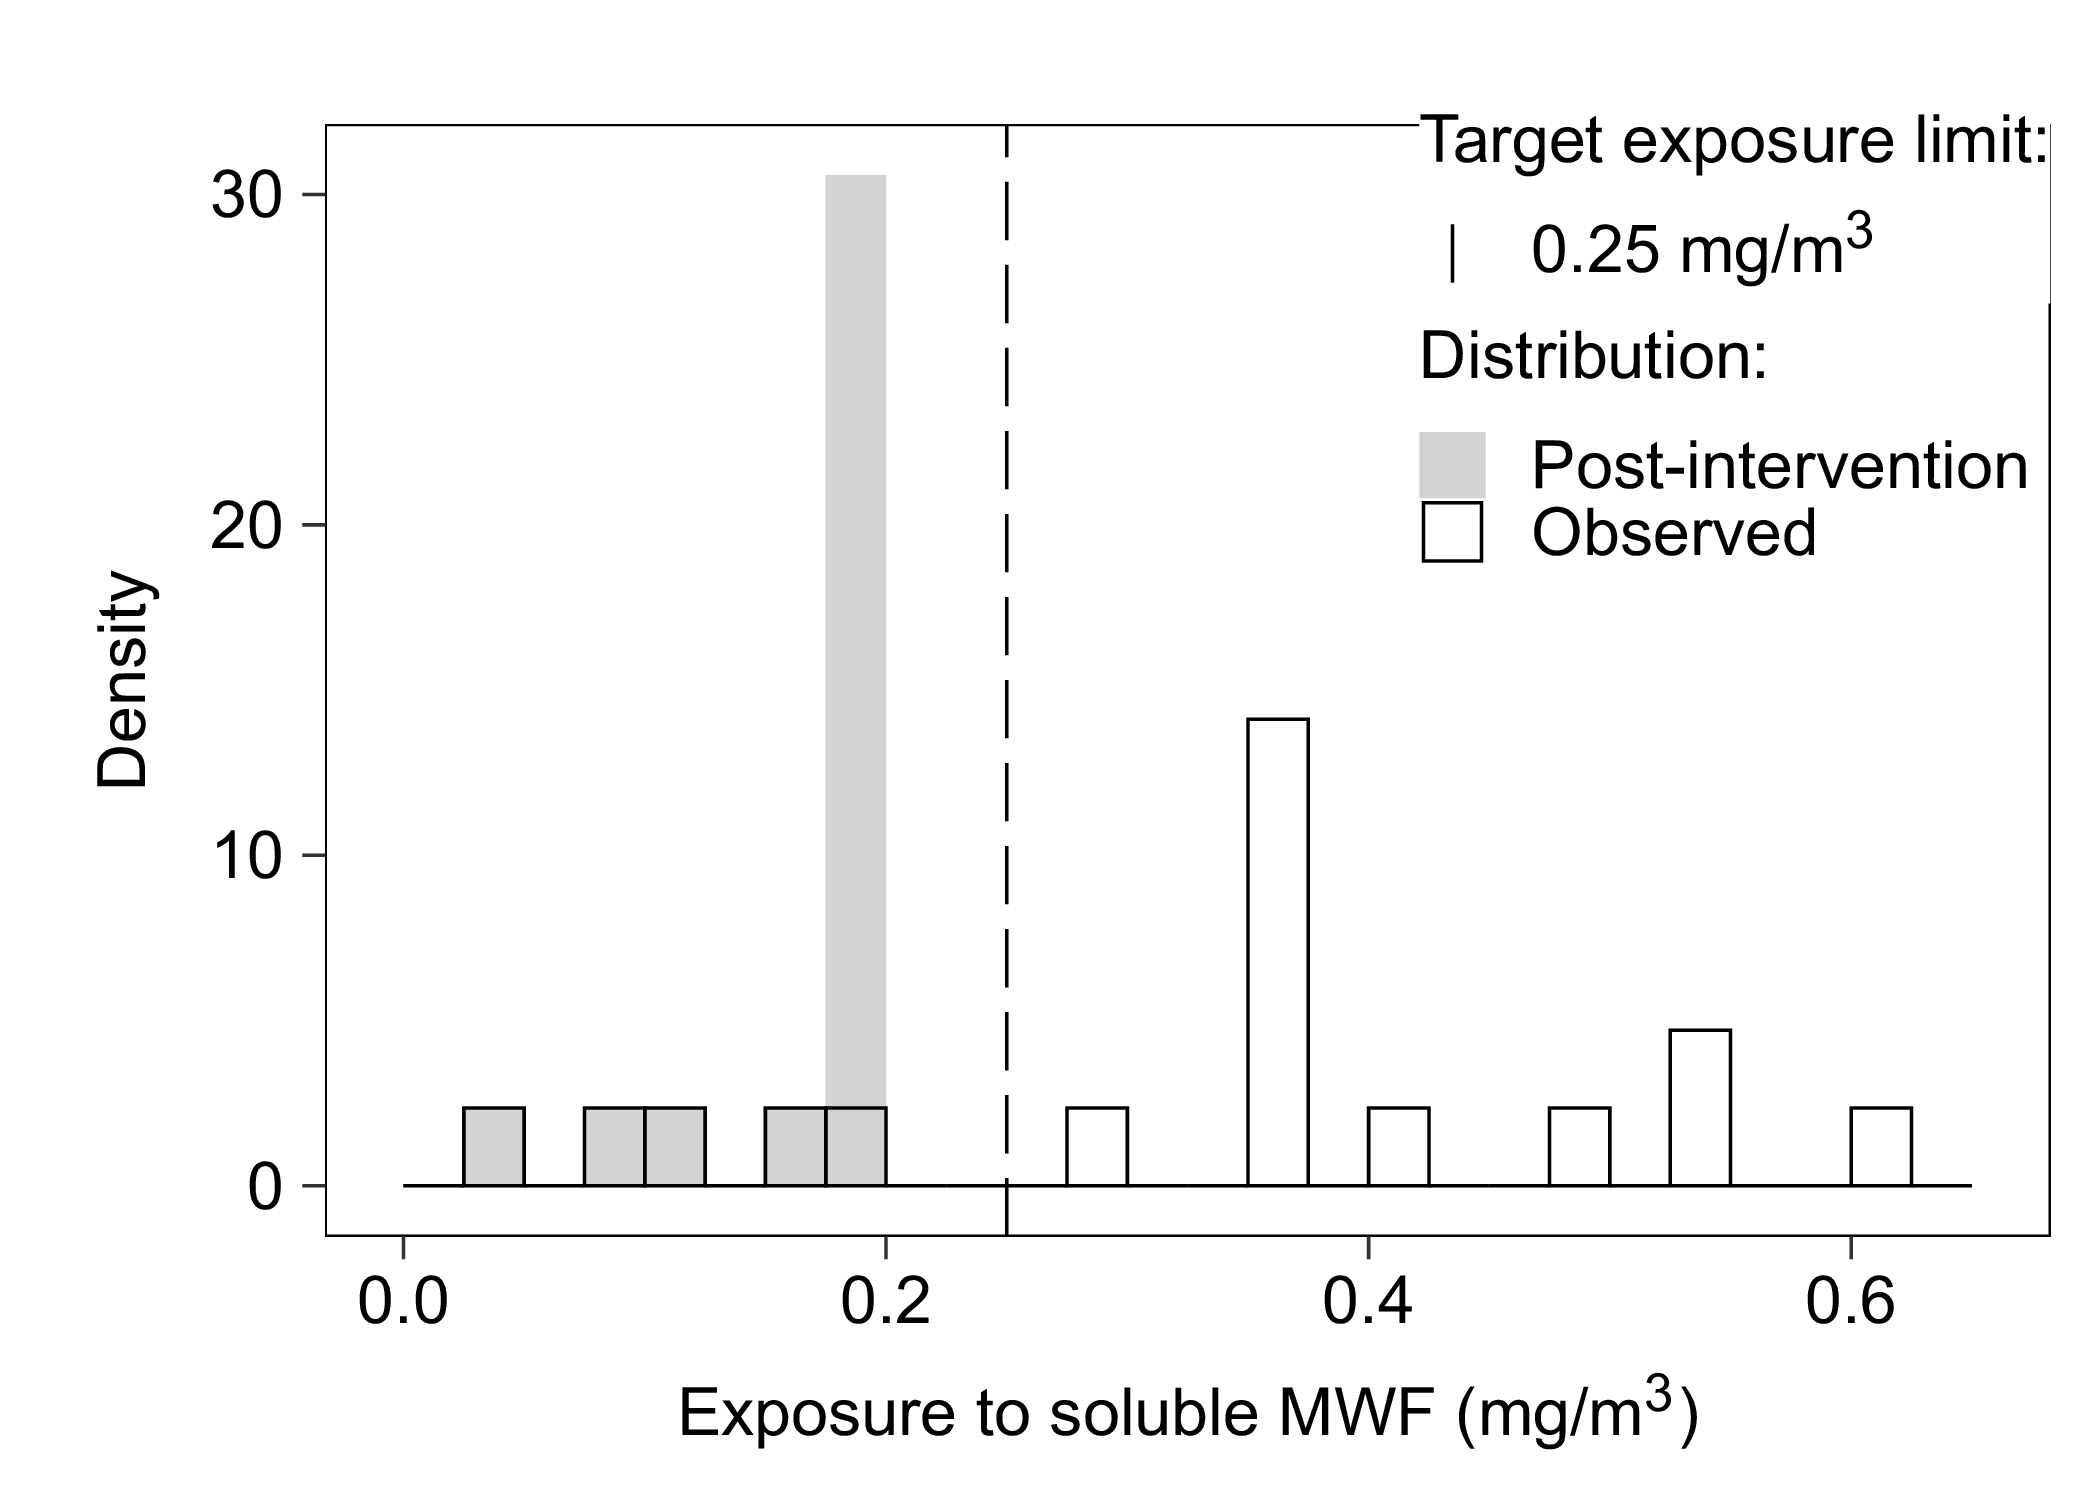 Target exposure limit:
0.25 mg/m³
Distribution:
Post-intervention
Observed
30
20
10
0
Density
0.0 0.2 0.4 0.6
Exposure to soluble MWF (mg/m³)